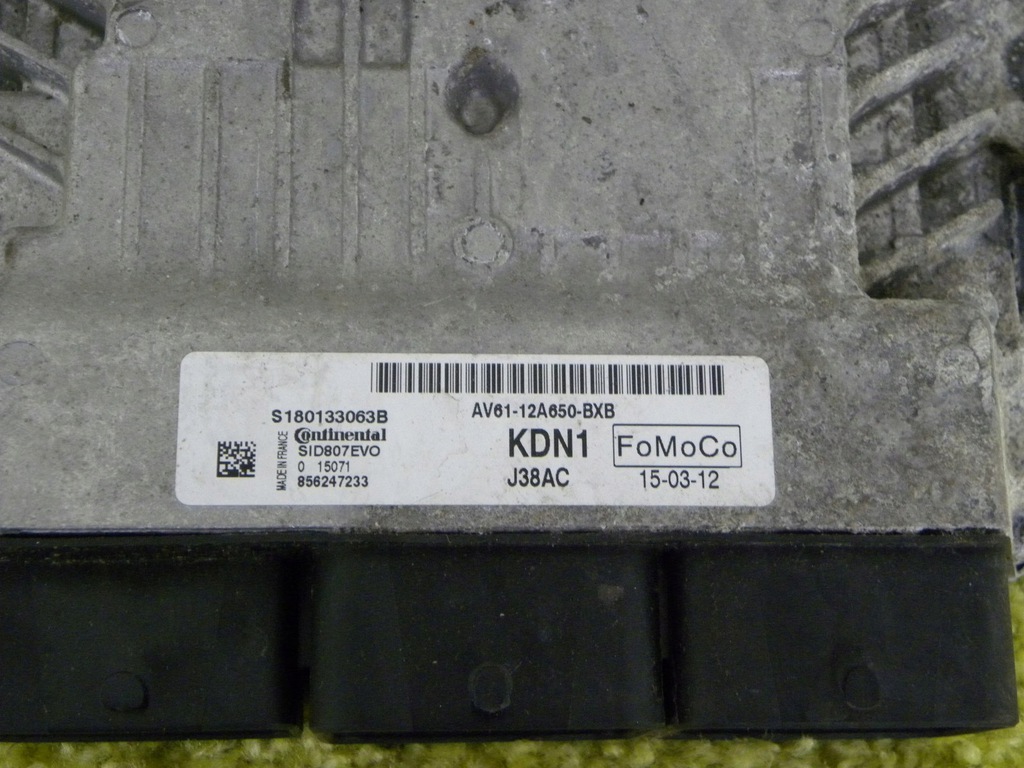 AV61-12A650-BXB
S180133063B
Continental
SID807EVO
0 15071
856247233
MADE IN FRANCE
KDN1
J38AC
FoMoCo
15-03-12